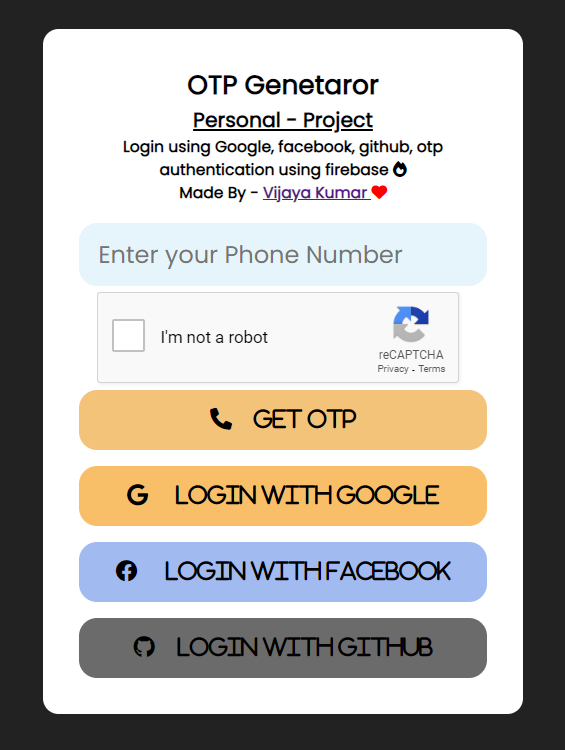 OTP Genetaror
Personal - Project
Login using Google, facebook, github, otp
authentication using firebase
Made By - Vijaya Kumar
Enter your Phone Number
I'm not a robot
reCAPTCHA
Privacy - Terms
GET OTP
LOGIN WITH GOOGLE
LOGIN WITH FACEBOOK
LOGIN WITH GITHUB